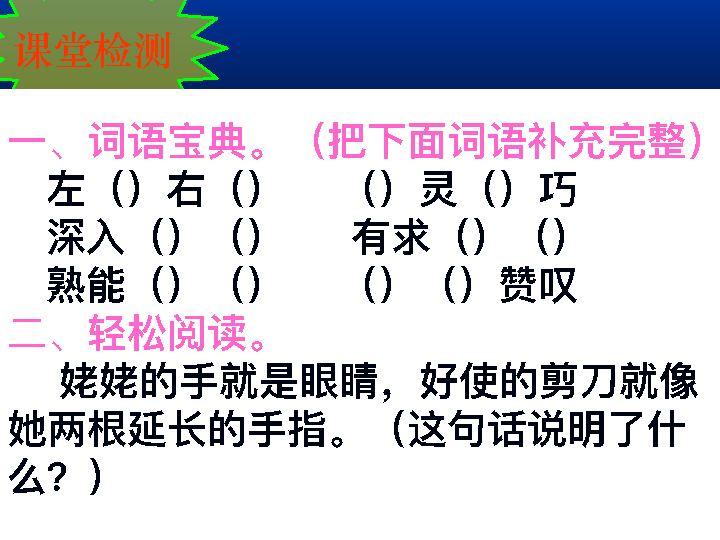 课堂检测
一、词语宝典。（把下面词语补充完整）
左（）右（） （）灵（）巧
深入（）（） 有求（）（）
熟能（）（） （）（）赞叹
二、轻松阅读。
姥姥的手就是眼睛，好使的剪刀就像
她两根延长的手指。（这句话说明了什
么？）